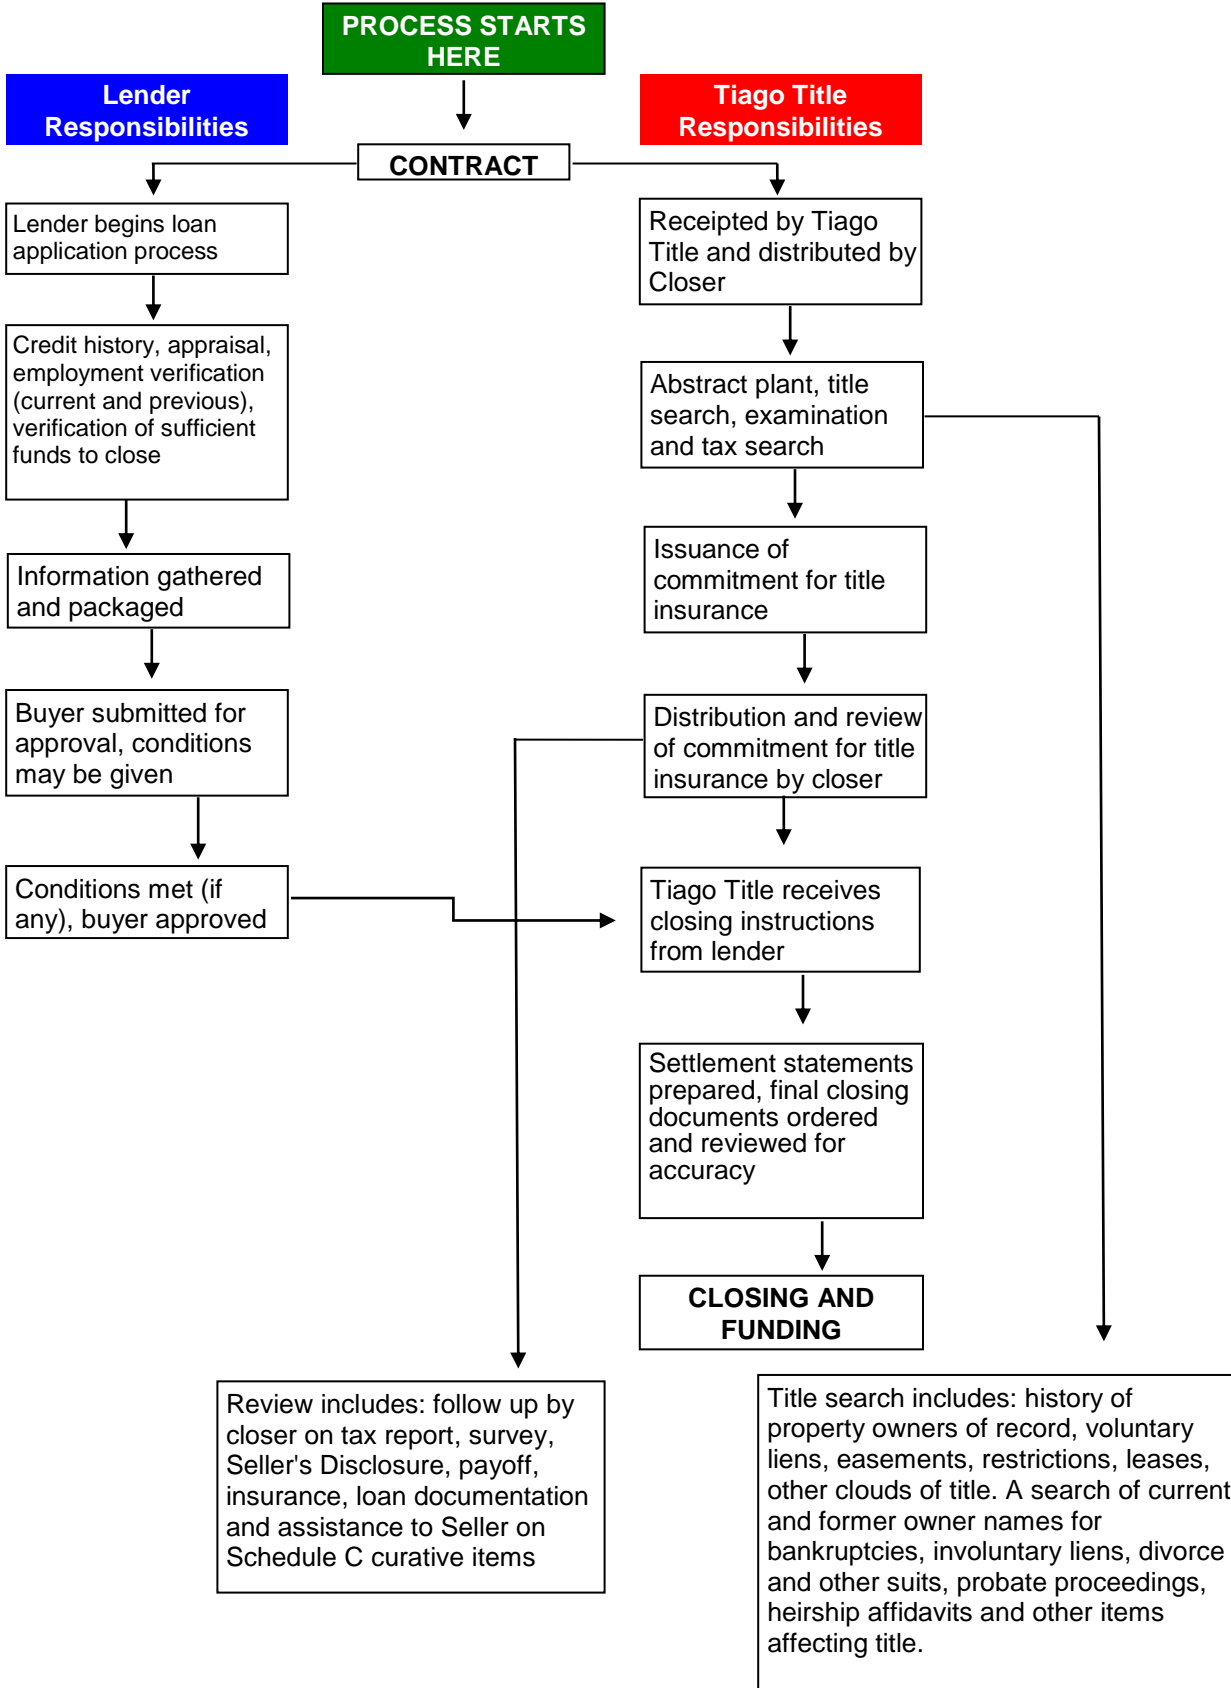 PROCESS STARTS
HERE
Lender
Responsibilities
Tiago Title
Responsibilities
CONTRACT
Lender begins loan
application process
Credit history, appraisal,
employment verification
(current and previous),
verification of sufficient
funds to close
Information gathered
and packaged
Buyer submitted for
approval, conditions
may be given
Conditions met (if
any), buyer approved
Receipted by Tiago
Title and distributed by
Closer
Abstract plant, title
search, examination
and tax search
Issuance of
commitment for title
insurance
Distribution and review
of commitment for title
insurance by closer
Tiago Title receives
closing instructions
from lender
Settlement statements
prepared, final closing
documents ordered
and reviewed for
accuracy
CLOSING AND
FUNDING
Review includes: follow up by
closer on tax report, survey,
Seller's Disclosure, payoff,
insurance, loan documentation
and assistance to Seller on
Schedule C curative items
Title search includes: history of
property owners of record, voluntary
liens, easements, restrictions, leases,
other clouds of title. A search of current
and former owner names for
bankruptcies, involuntary liens, divorce
and other suits, probate proceedings,
heirship affidavits and other items
affecting title.